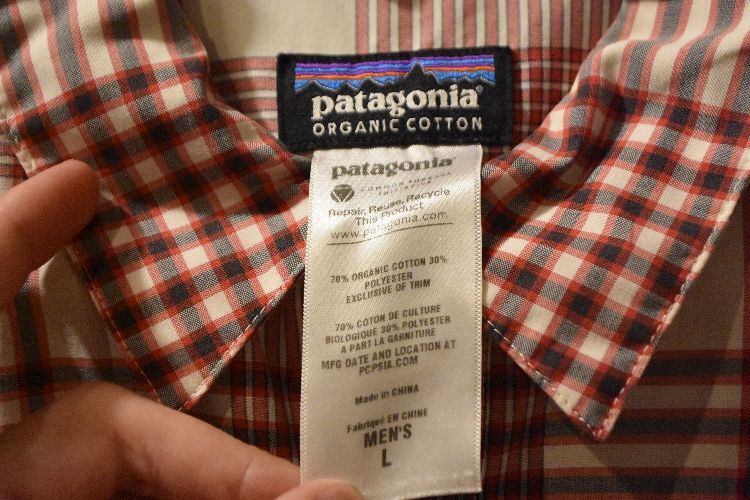 patagonia®
ORGANIC COTTON
patagonia®
COMMON THREADS
Repair, Reuse, Recycle
This Product
www.patagonia.com
70% ORGANIC COTTON 30%
POLYESTER
EXCLUSIVE OF TRIM
70% COTON DE CULTURE
BIOLOGIQUE 30% POLYESTER
A PART LA GARNITURE
MFG DATE AND LOCATION AT
PCPSIA.COM
Made in CHINA
Fabriqué EN CHINE
MEN'S
L